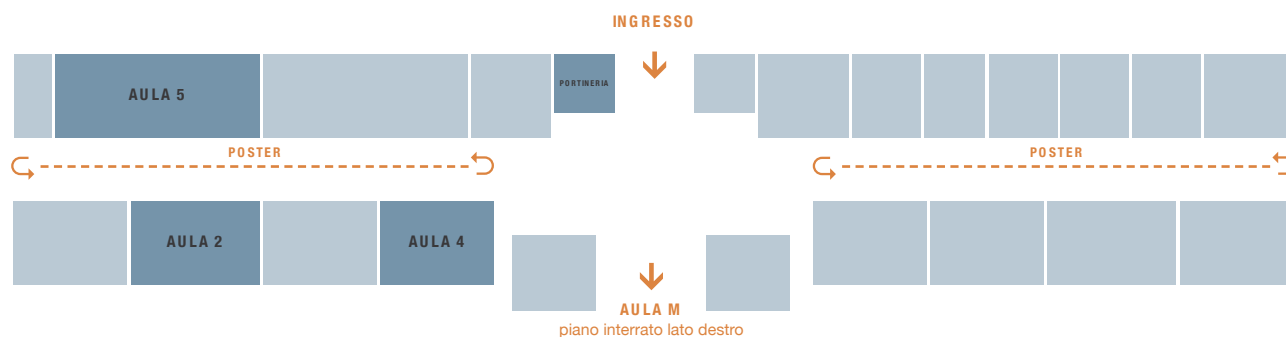 INGRESSO
PORTINERIA
AULA 5
POSTER
POSTER
AULA 2
AULA 4
AULA M
piano interrato lato destro